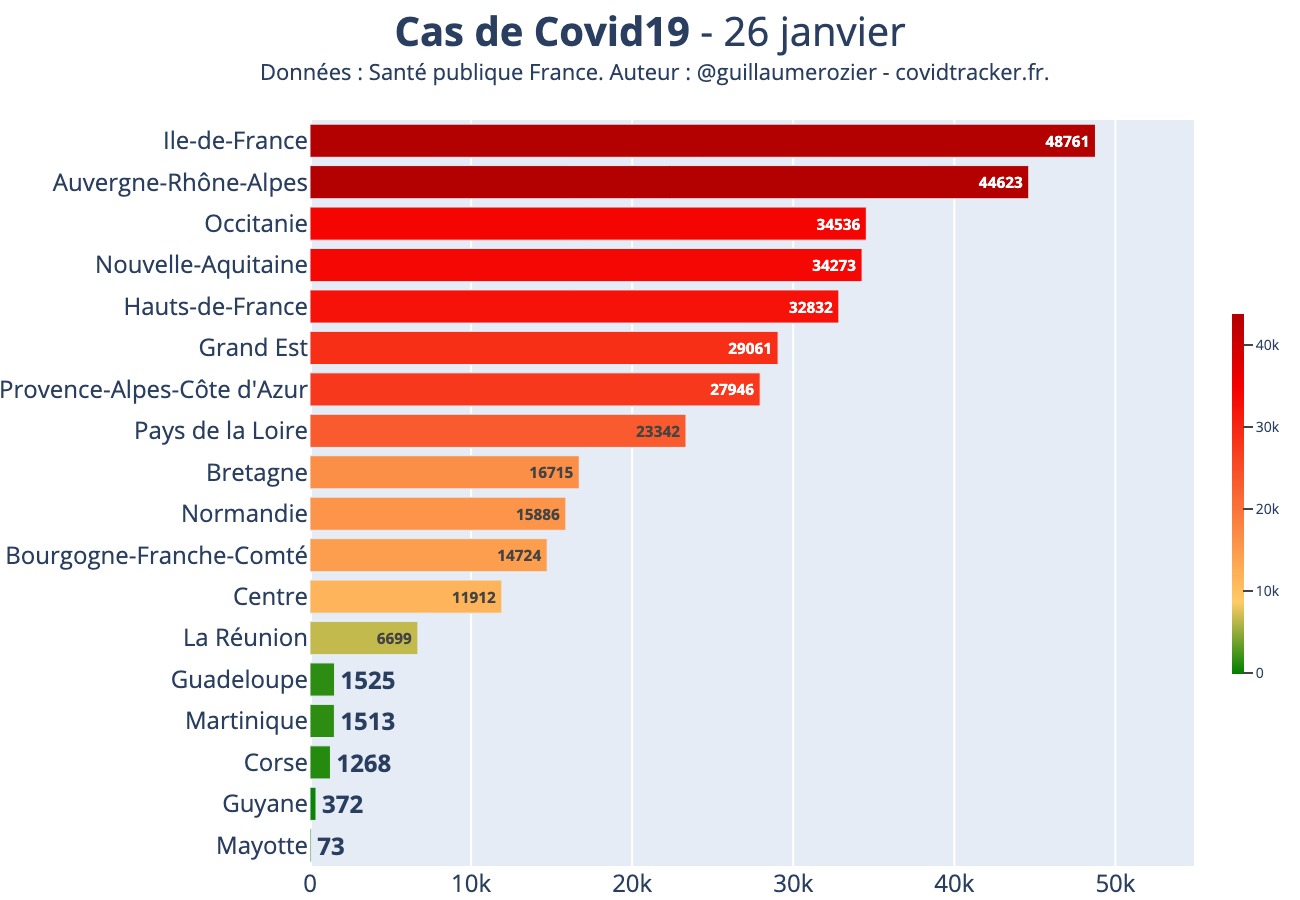 Cas de Covid19 - 26 janvier
Données : Santé publique France. Auteur : @guillaumerozier - covidtracker.fr.
Ile-de-France 48761
Auvergne-Rhône-Alpes 44623
Occitanie 34536
Nouvelle-Aquitaine 34273
Hauts-de-France 32832
Grand Est 29061
Provence-Alpes-Côte d'Azur 27946
Pays de la Loire 23342
Bretagne 16715
Normandie 15886
Bourgogne-Franche-Comté 14724
Centre 11912
La Réunion 6699
Guadeloupe 1525
Martinique 1513
Corse 1268
Guyane 372
Mayotte 73
0 10k 20k 30k 40k 50k
40k
30k
20k
10k
0